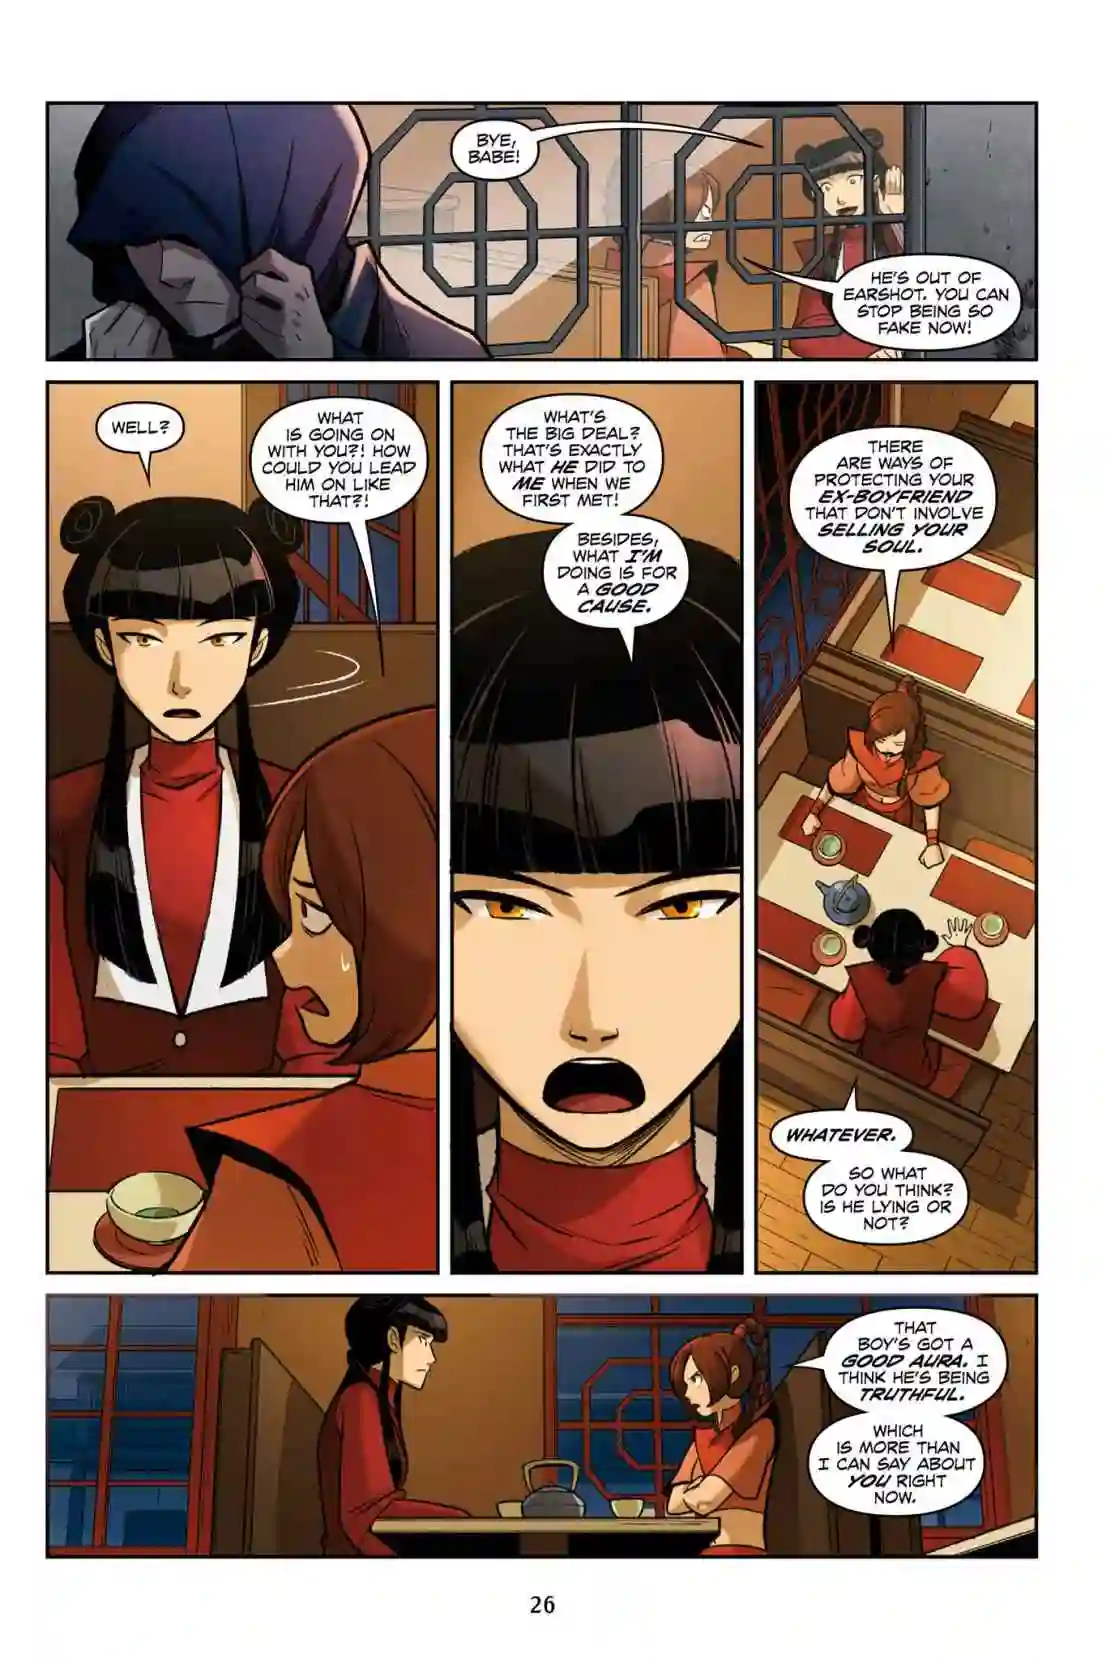 BYE,
BABE!
HE'S OUT OF
EARSHOT. YOU CAN
STOP BEING SO
FAKE NOW!
WELL?
WHAT
IS GOING ON
WITH YOU?! HOW
COULD YOU LEAD
HIM ON LIKE
THAT?!
WHAT'S
THE BIG DEAL?
THAT'S EXACTLY
WHAT HE DID TO
ME WHEN WE
FIRST MET!
BESIDES,
WHAT I'M
DOING IS FOR
A GOOD
CAUSE.
THERE
ARE WAYS OF
PROTECTING YOUR
EX-BOYFRIEND
THAT DON'T INVOLVE
SELLING YOUR
SOUL.
WHATEVER.
SO WHAT
DO YOU THINK?
IS HE LYING OR
NOT?
THAT
BOY'S GOT A
GOOD AURA. I
THINK HE'S BEING
TRUTHFUL.
WHICH
IS MORE THAN
I CAN SAY ABOUT
YOU RIGHT
NOW.
26